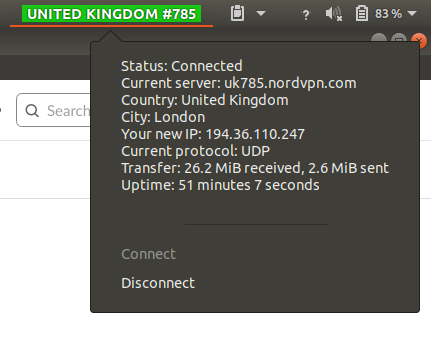 UNITED KINGDOM #785
?
83 %
Search
Status: Connected
Current server: uk785.nordvpn.com
Country: United Kingdom
City: London
Your new IP: 194.36.110.247
Current protocol: UDP
Transfer: 26.2 MiB received, 2.6 MiB sent
Uptime: 51 minutes 7 seconds
Connect
Disconnect